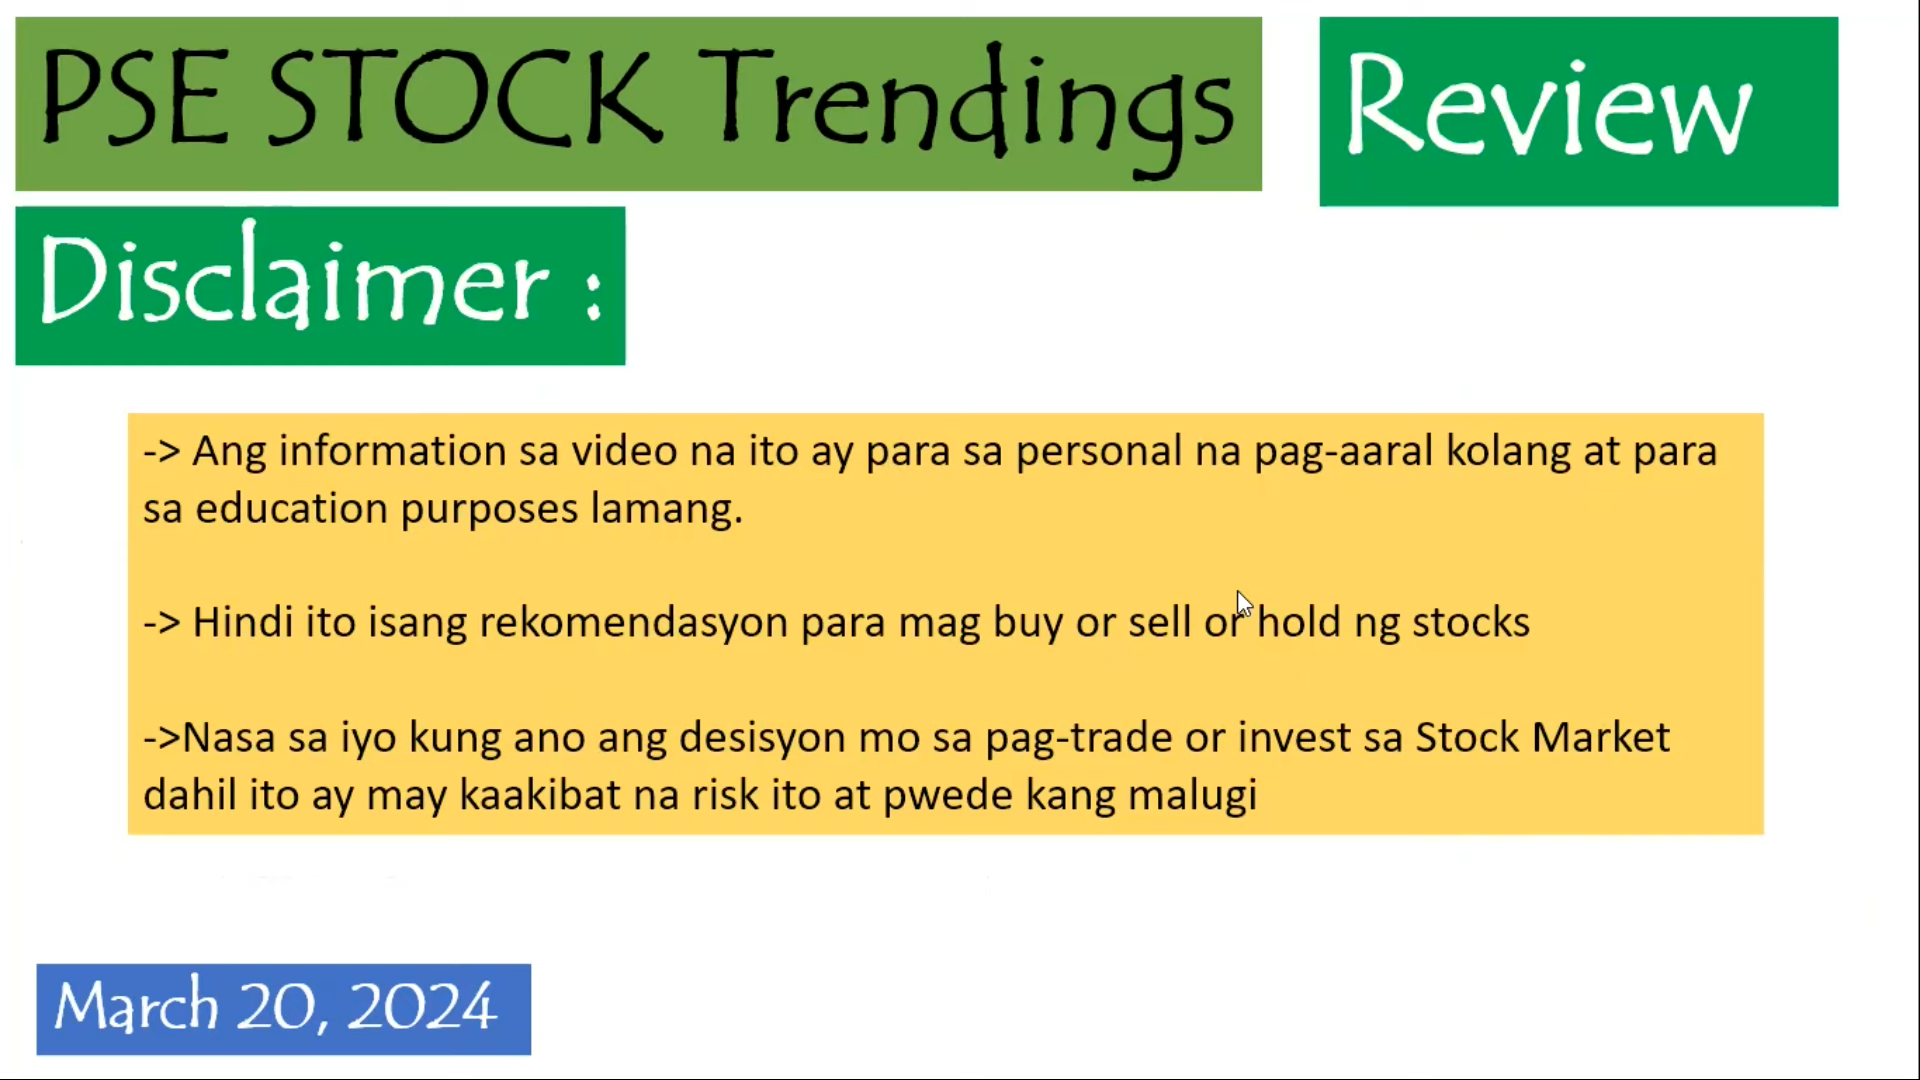 PSE STOCK Trendings
Review
Disclaimer :
-> Ang information sa video na ito ay para sa personal na pag-aaral kolang at para
sa education purposes lamang.
-> Hindi ito isang rekomendasyon para mag buy or sell or hold ng stocks
->Nasa sa iyo kung ano ang desisyon mo sa pag-trade or invest sa Stock Market
dahil ito ay may kaakibat na risk ito at pwede kang malugi
March 20, 2024